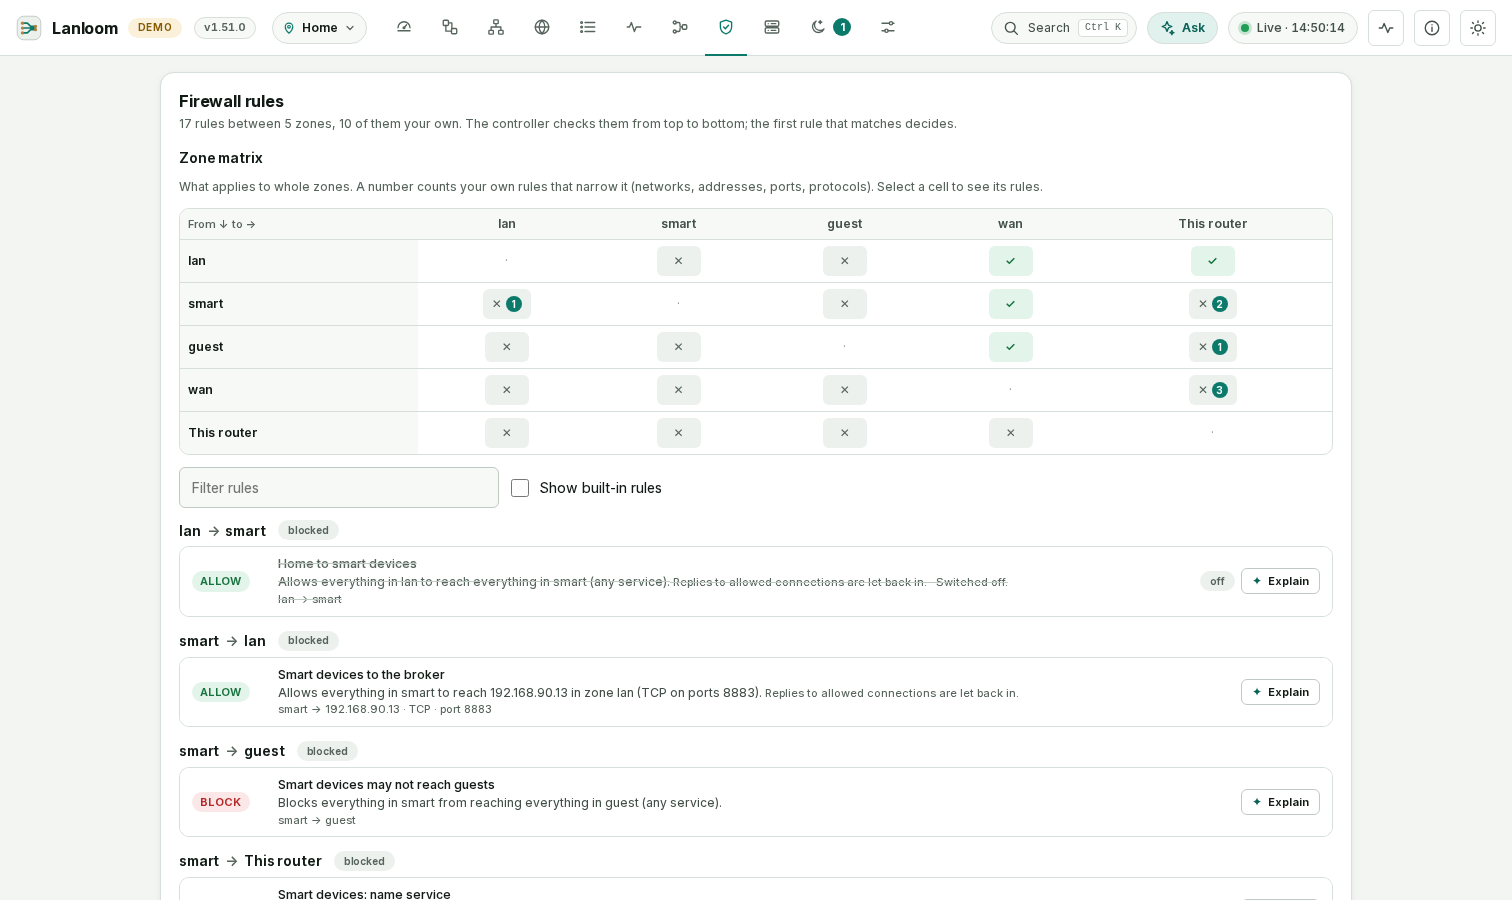 Lanloom DEMO v1.51.0 Home 1 Search Ctrl K Ask Live · 14:50:14
Firewall rules
17 rules between 5 zones, 10 of them your own. The controller checks them from top to bottom; the first rule that matches decides.
Zone matrix
What applies to whole zones. A number counts your own rules that narrow it (networks, addresses, ports, protocols). Select a cell to see its rules.
From ↓ to → lan smart guest wan This router
lan · ✕ ✕ ✓ ✓
smart ✕ 1 · ✕ ✓ ✕ 2
guest ✕ ✕ · ✓ ✕ 1
wan ✕ ✕ ✕ · ✕ 3
This router ✕ ✕ ✕ ✕ ·
Filter rules Show built-in rules
lan → smart blocked
Home to smart devices
ALLOW Allows everything in lan to reach everything in smart (any service). Replies to allowed connections are let back in. Switched off. off ✦ Explain
lan → smart
smart → lan blocked
Smart devices to the broker
ALLOW Allows everything in smart to reach 192.168.90.13 in zone lan (TCP on ports 8883). Replies to allowed connections are let back in. ✦ Explain
smart → 192.168.90.13 · TCP · port 8883
smart → guest blocked
Smart devices may not reach guests
BLOCK Blocks everything in smart from reaching everything in guest (any service). ✦ Explain
smart → guest
smart → This router blocked
Smart devices: name service